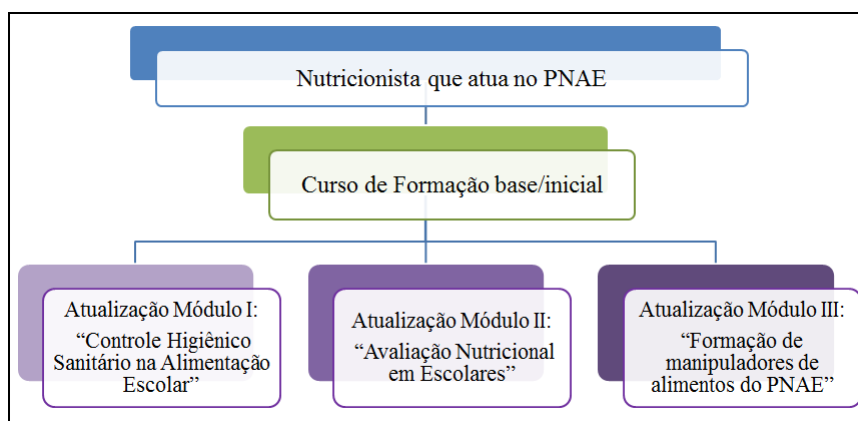 Nutricionista que atua no PNAE
Curso de Formação base/inicial
Atualização Módulo I:
“Controle Higiênico
Sanitário na Alimentação
Escolar”
Atualização Módulo II:
“Avaliação Nutricional
em Escolares”
Atualização Módulo III:
“Formação de
manipuladores de
alimentos do PNAE”